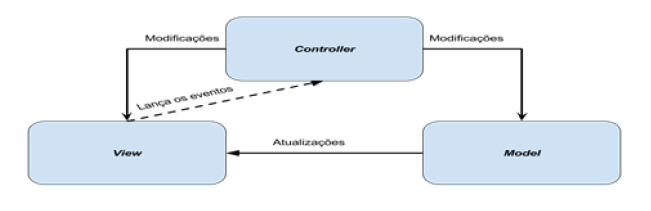 Modificações
Controller
Modificações
Lança os eventos
Atualizações
View
Model